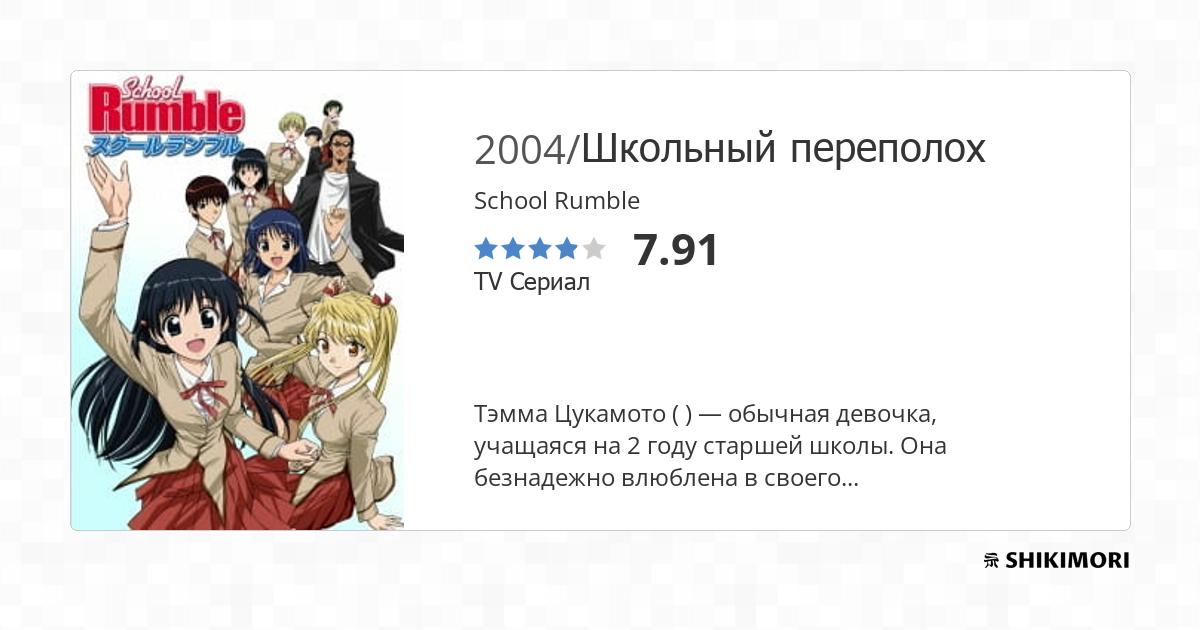 School
Rumble
スクールランブル
2004/Школьный переполох
School Rumble
7.91
TV Сериал
Тэмма Цукамото ( ) — обычная девочка,
учащаяся на 2 году старшей школы. Она
безнадежно влюблена в своего...
SHIKIMORI